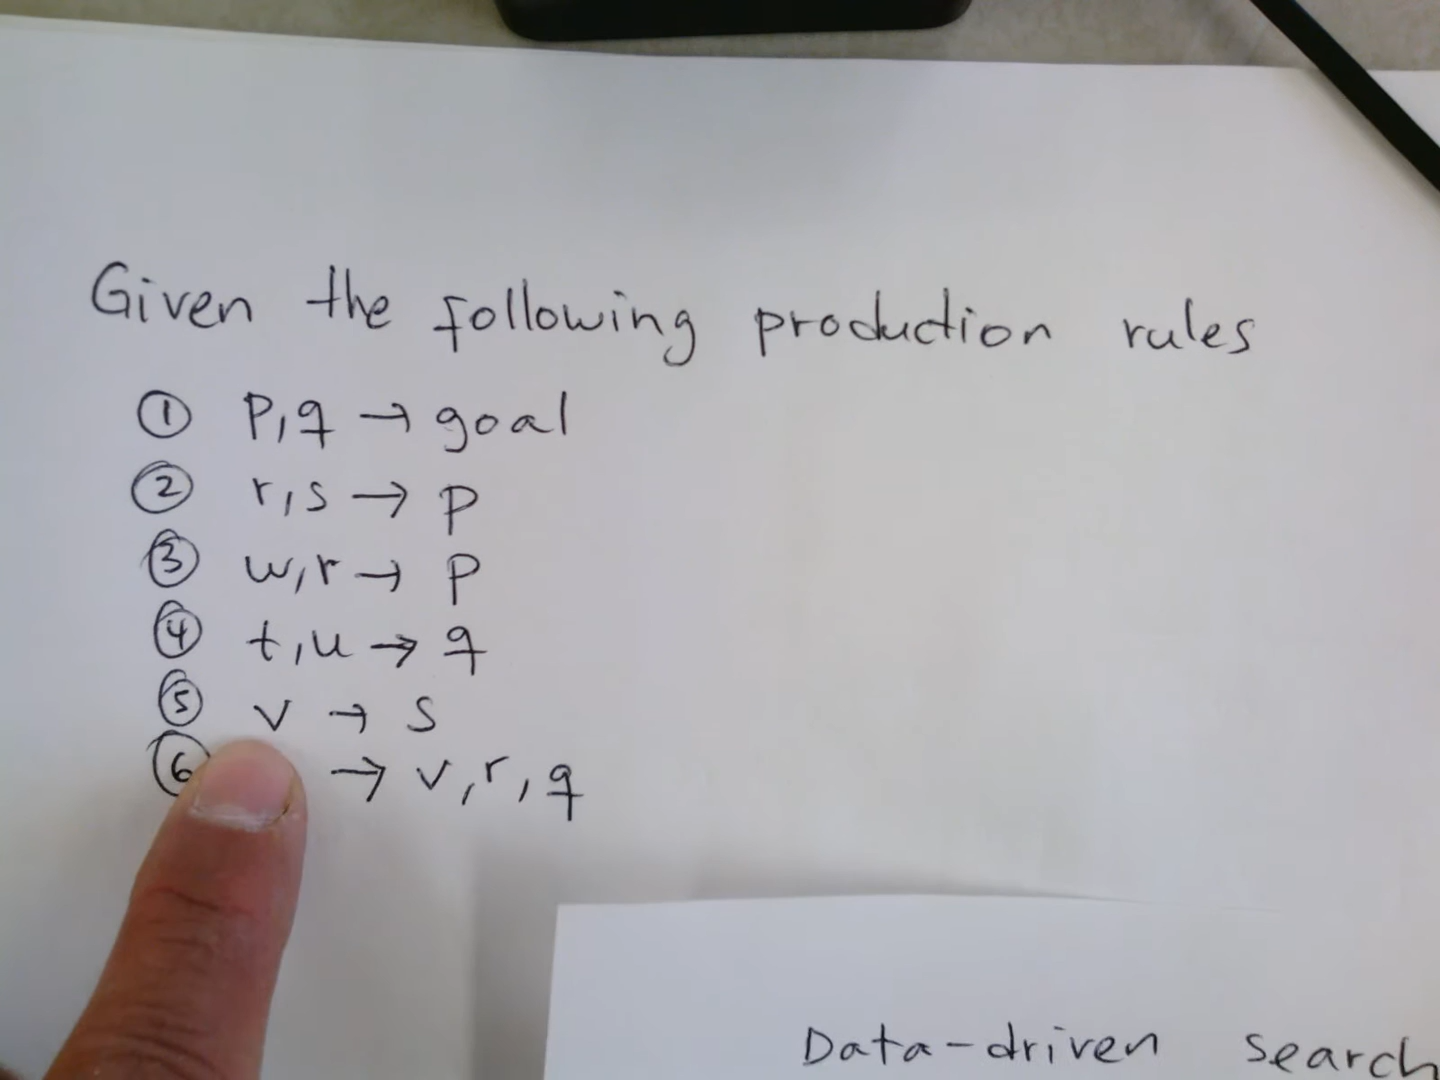 Given the following production rules
① p,q → goal
② r,s → p
③ w,r → p
④ t,u → q
⑤ v → s
⑥ → v,r,q
Data-driven search